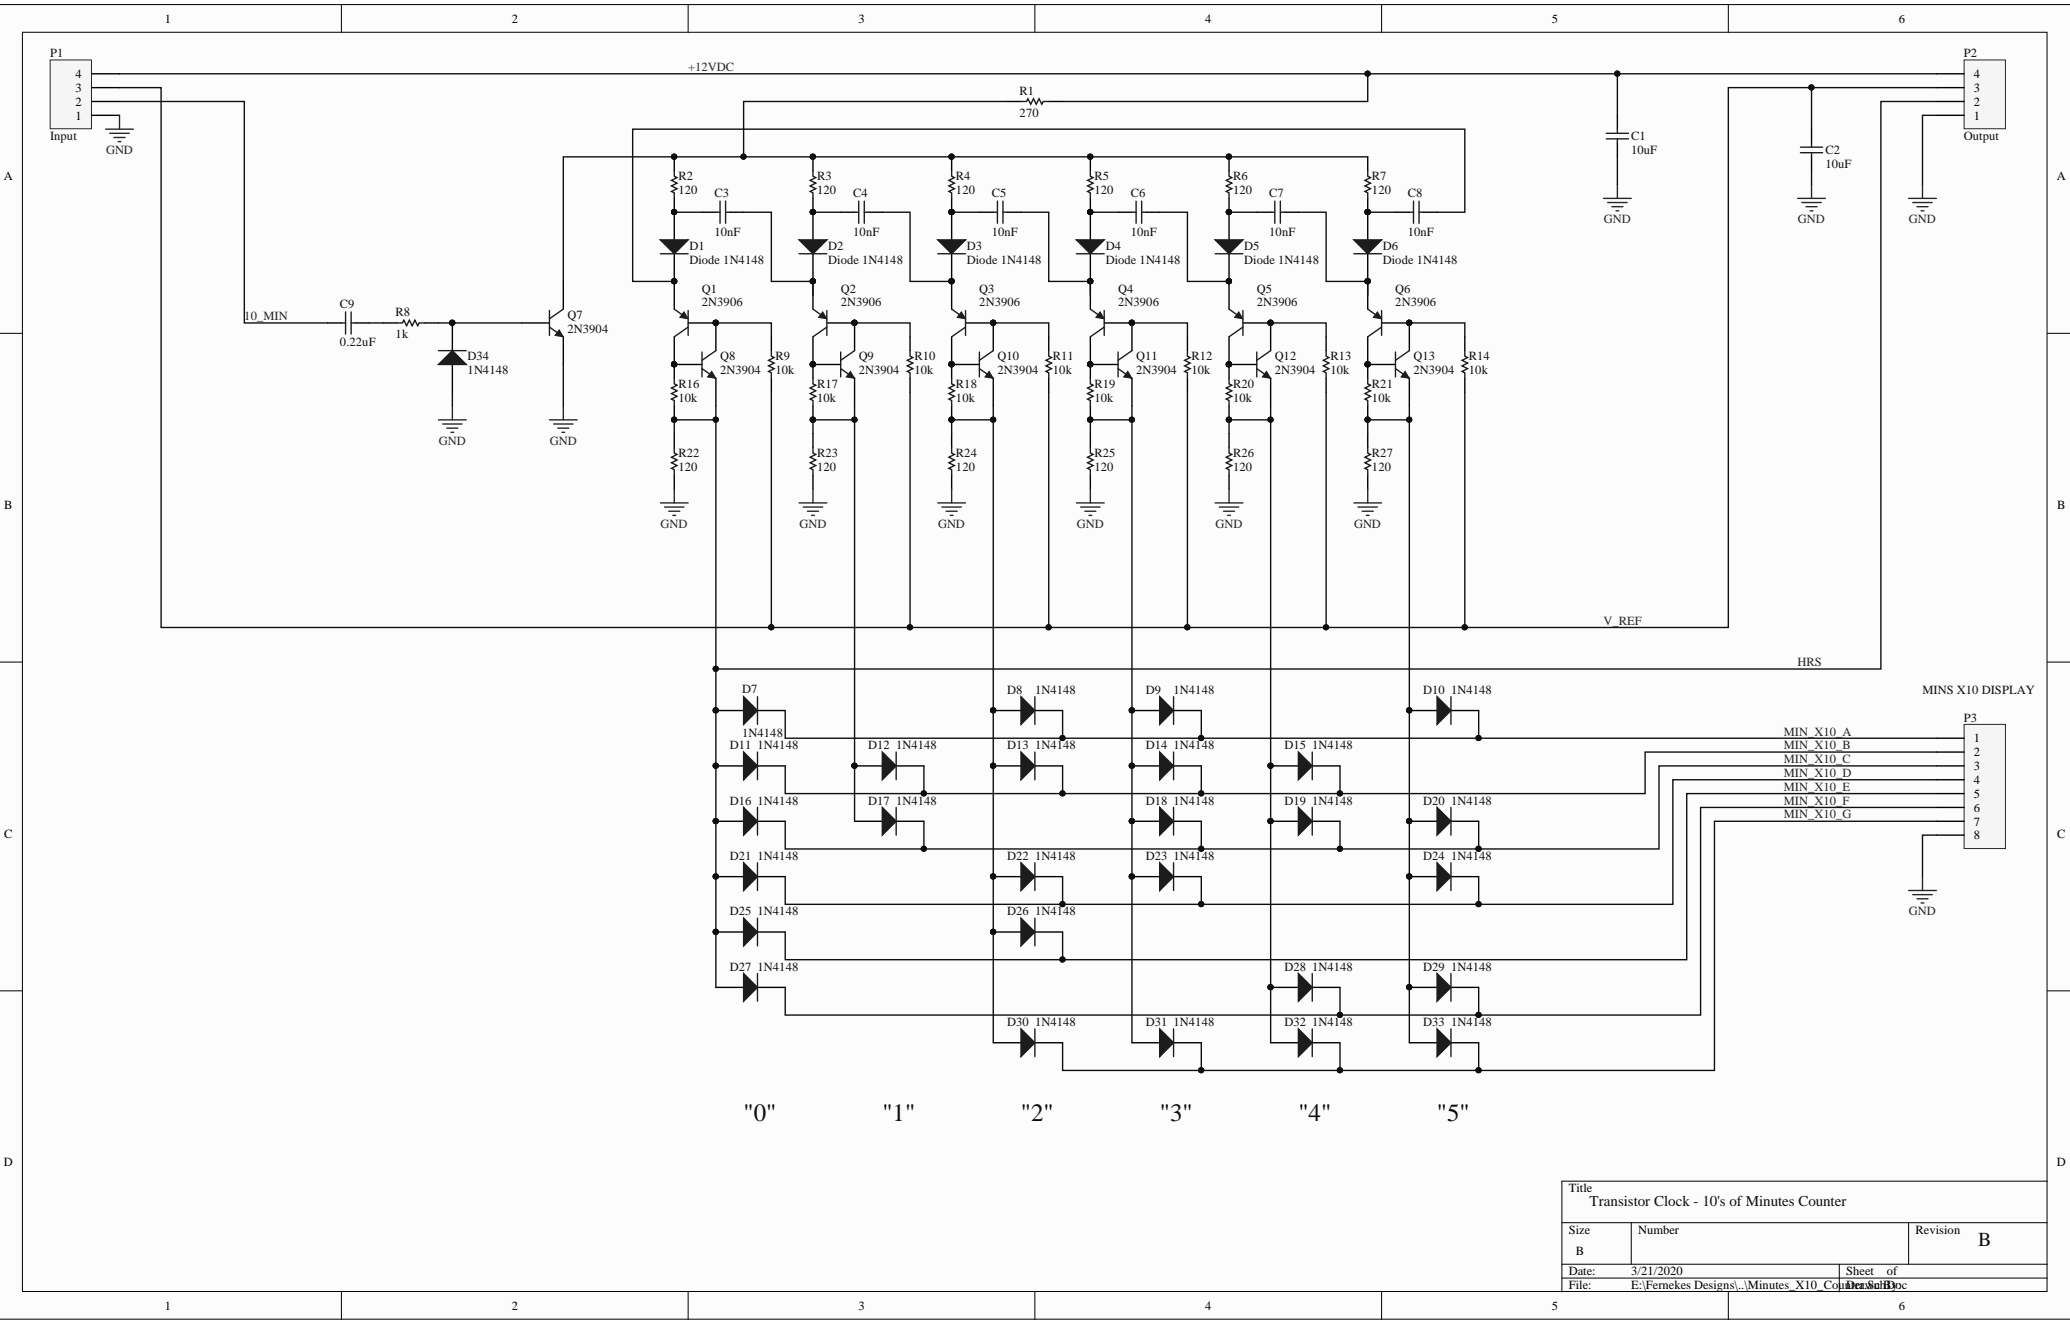 1 2 3 4 5 6
P1
4
3
2
1
Input
GND
+12VDC
R1
270
P2
4
3
2
1
Output
C1
10uF
GND
C2
10uF
GND
GND
A
A
R2
120
R3
120
R4
120
R5
120
R6
120
R7
120
C3
10nF
C4
10nF
C5
10nF
C6
10nF
C7
10nF
C8
10nF
D1
Diode 1N4148
D2
Diode 1N4148
D3
Diode 1N4148
D4
Diode 1N4148
D5
Diode 1N4148
D6
Diode 1N4148
Q1
2N3906
Q2
2N3906
Q3
2N3906
Q4
2N3906
Q5
2N3906
Q6
2N3906
10_MIN
C9
0.22uF
R8
1k
D34
1N4148
GND
Q7
2N3904
GND
Q8
2N3904
R9
10k
Q9
2N3904
R10
10k
Q10
2N3904
R11
10k
Q11
2N3904
R12
10k
Q12
2N3904
R13
10k
Q13
2N3904
R14
10k
R16
10k
R17
10k
R18
10k
R19
10k
R20
10k
R21
10k
R22
120
R23
120
R24
120
R25
120
R26
120
R27
120
GND GND GND GND GND GND
B
B
V_REF
HRS
D7
1N4148
D8 1N4148
D9 1N4148
D10 1N4148
MINS X10 DISPLAY
P3
1
2
3
4
5
6
7
8
GND
MIN_X10_A
MIN_X10_B
MIN_X10_C
MIN_X10_D
MIN_X10_E
MIN_X10_F
MIN_X10_G
D11 1N4148
D12 1N4148
D13 1N4148
D14 1N4148
D15 1N4148
D16 1N4148
D17 1N4148
D18 1N4148
D19 1N4148
D20 1N4148
C
C
D21 1N4148
D22 1N4148
D23 1N4148
D24 1N4148
D25 1N4148
D26 1N4148
D27 1N4148
D28 1N4148
D29 1N4148
D30 1N4148
D31 1N4148
D32 1N4148
D33 1N4148
"0" "1" "2" "3" "4" "5"
D
D
Title
Transistor Clock - 10's of Minutes Counter
Size
B
Number
Revision
B
Date: 3/21/2020
Sheet of
File: E:\Fernekes Designs\..\Minutes_X10_Counter.SchDoc
Drawn By:
1 2 3 4 5 6